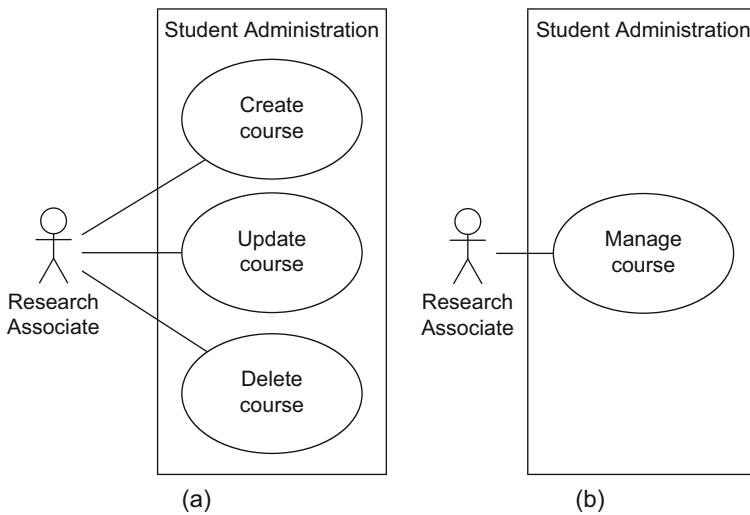 Student Administration
Create
course
Update
course
Delete
course
Research
Associate
(a)
Student Administration
Manage
course
Research
Associate
(b)